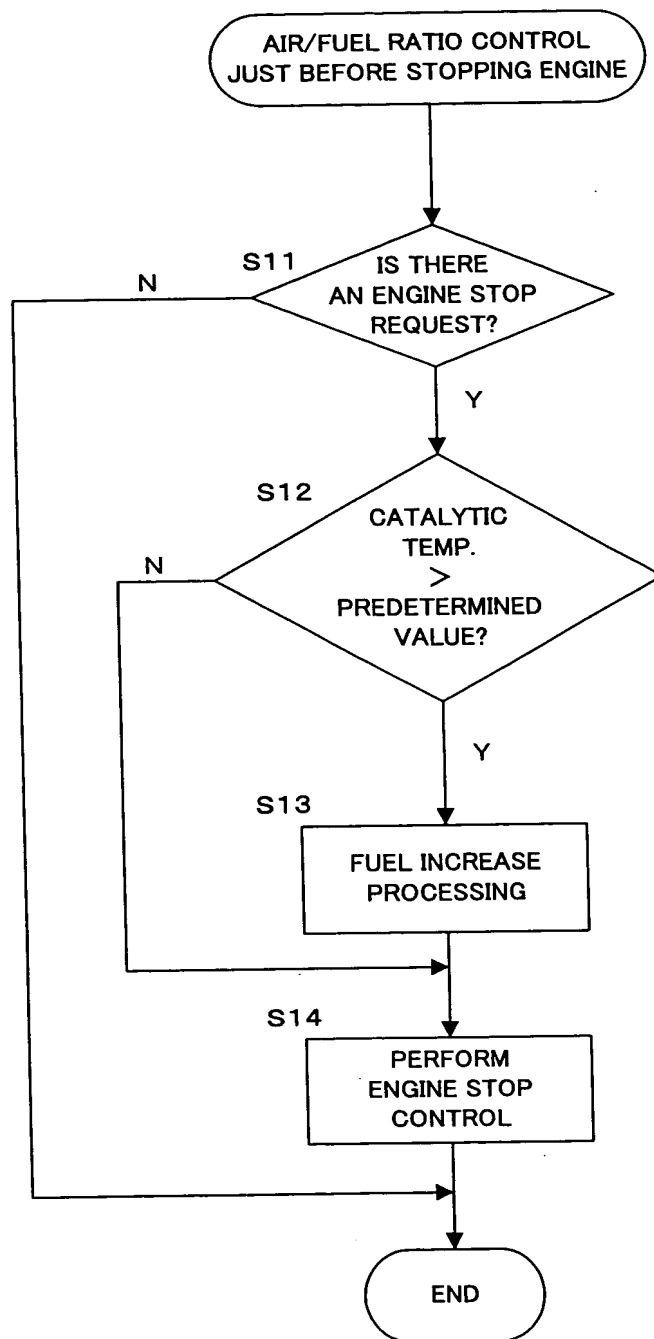 AIR/FUEL RATIO CONTROL
JUST BEFORE STOPPING ENGINE
S11
N
IS THERE
AN ENGINE STOP
REQUEST?
Y
S12
N
CATALYTIC
TEMP.
>
PREDETERMINED
VALUE?
Y
S13
FUEL INCREASE
PROCESSING
S14
PERFORM
ENGINE STOP
CONTROL
END